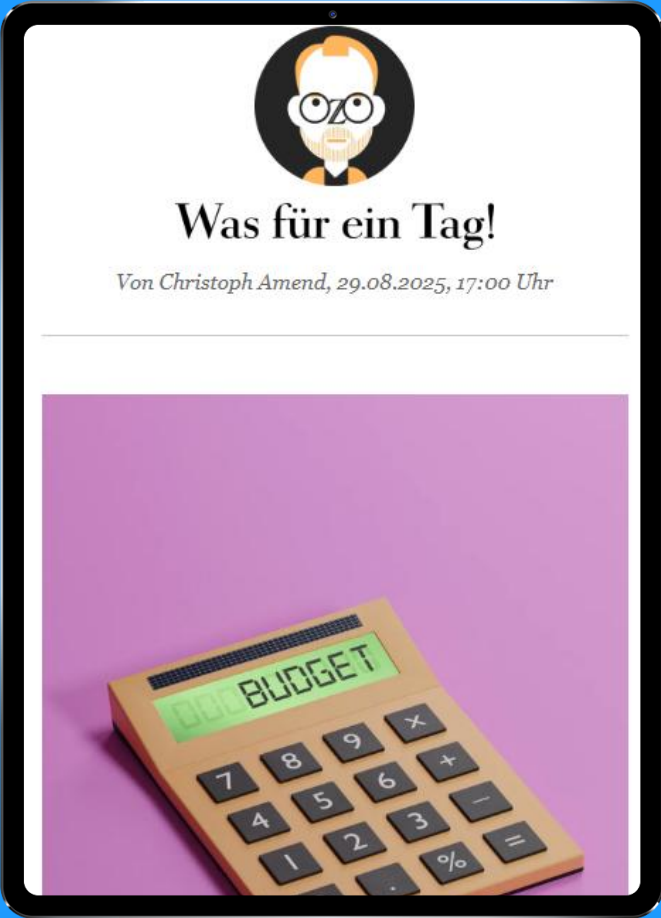 Was für ein Tag!
Von Christoph Amend, 29.08.2025, 17:00 Uhr
BUDGET
7 8 9 ×
4 5 6 +
1 2 3 −
. % =